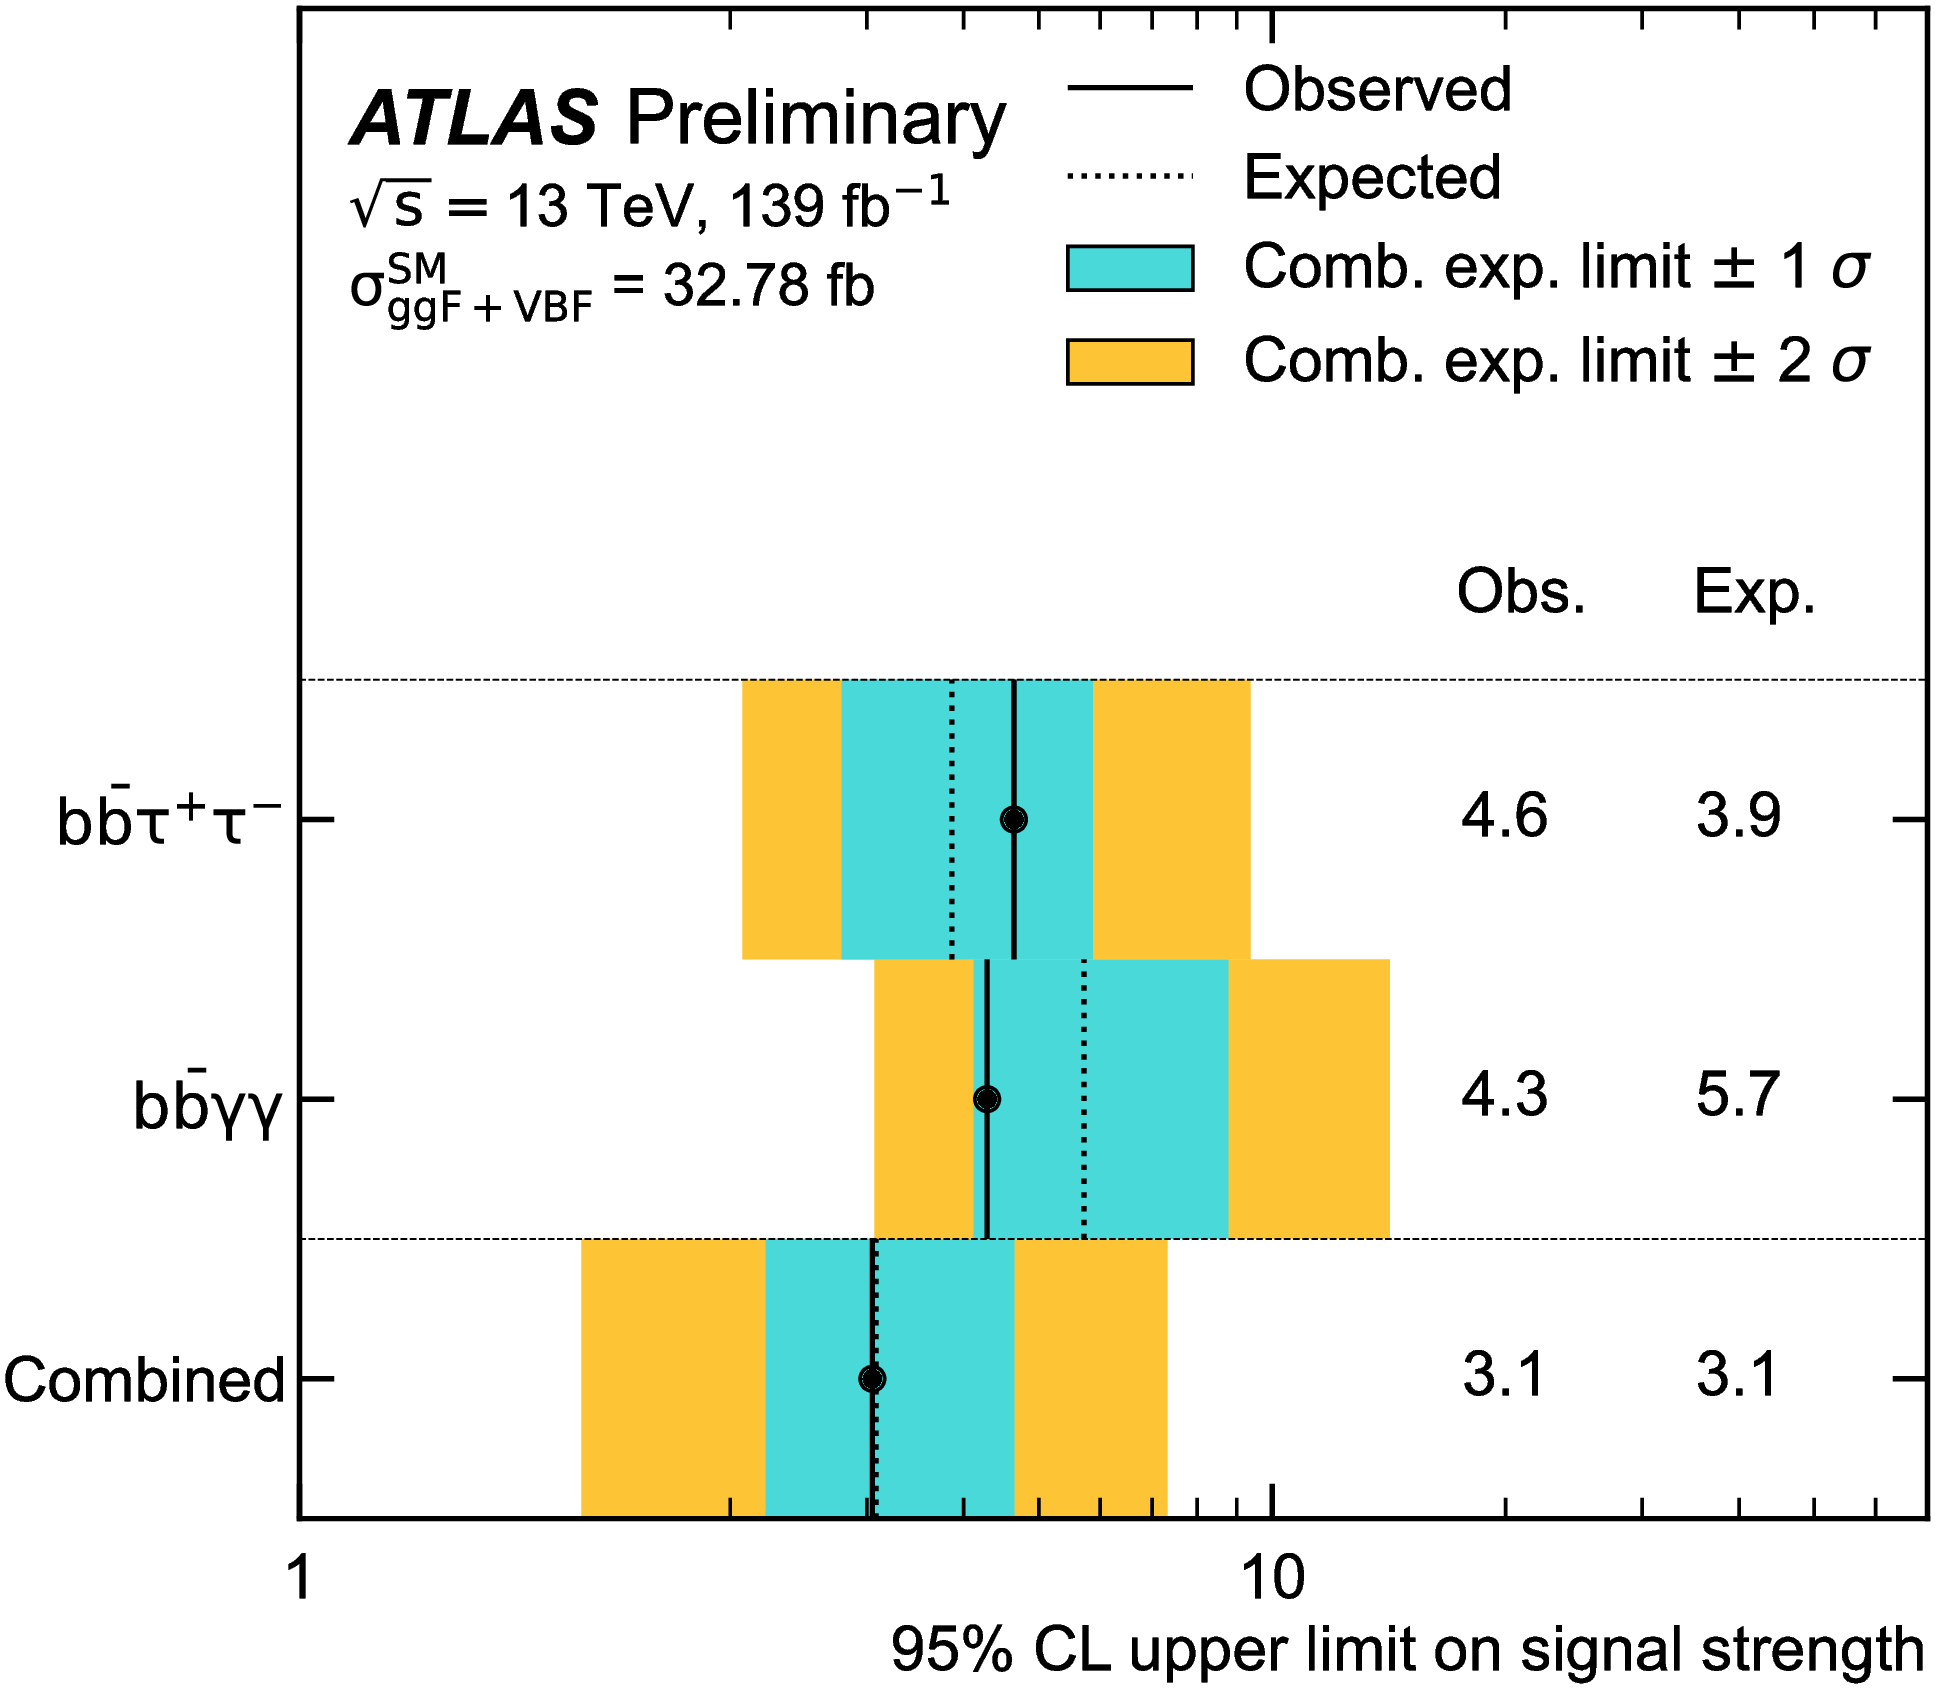 ATLAS Preliminary
√s = 13 TeV, 139 fb⁻¹
σ^SM_ggF + VBF = 32.78 fb
Observed
Expected
Comb. exp. limit ± 1 σ
Comb. exp. limit ± 2 σ
Obs. Exp.
bb̄τ⁺τ⁻ 4.6 3.9
bb̄γγ 4.3 5.7
Combined 3.1 3.1
1 10
95% CL upper limit on signal strength